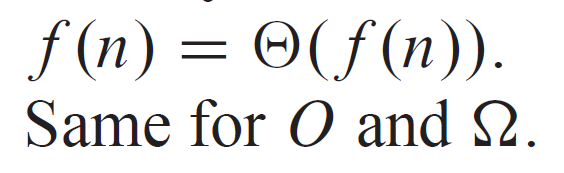 f(n) = Θ(f(n)).
Same for O and Ω.